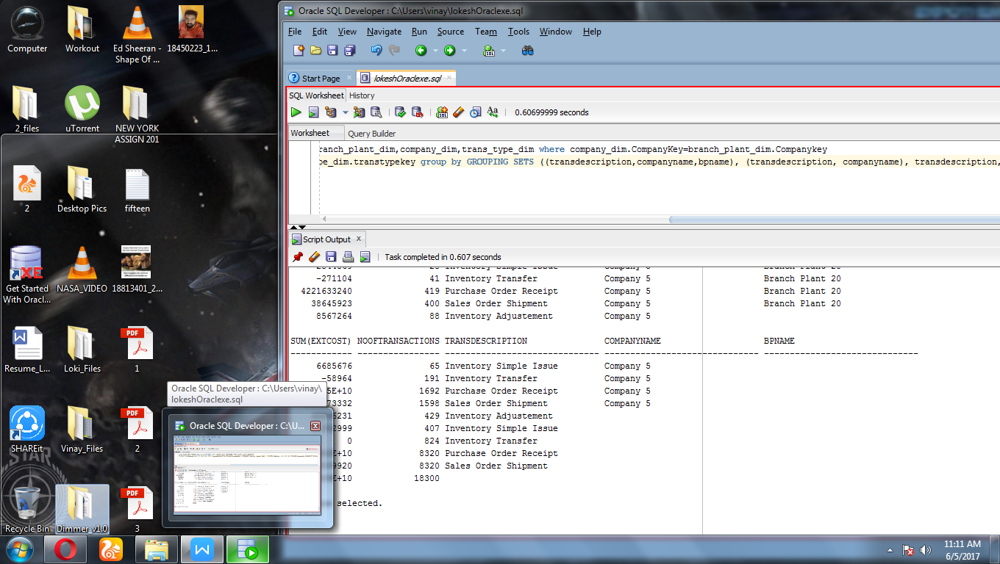 Computer
Workout
Ed Sheeran -
Shape Of ...
18450223_1...
2_files
uTorrent
NEW YORK
ASSIGN 201
2
Desktop Pics
fifteen
XE
Get Started
With Oracl...
NASA_VIDEO
18813401_2...
Resume_L...
Loki_Files
PDF
1
SHAREit
Vinay_Files
PDF
2
STAR
Recycle Bin
Dimmer_v1.0
PDF
3
Oracle SQL Developer : C:\Users\vinay\lokeshOraclexe.sql
File Edit View Navigate Run Source Team Tools Window Help
Start Page
lokeshOraclexe.sql
SQL Worksheet History
0.60699999 seconds
Worksheet Query Builder
ranch_plant_dim,company_dim,trans_type_dim where company_dim.CompanyKey=branch_plant_dim.Companykey
pe_dim.transtypekey group by GROUPING SETS ((transdescription,companyname,bpname), (transdescription, companyname), transdescription,
Script Output
Task completed in 0.607 seconds
Inventory Simple Issue Company 5 Branch Plant 20
-271104 41 Inventory Transfer Company 5 Branch Plant 20
4221633240 419 Purchase Order Receipt Company 5 Branch Plant 20
38645923 400 Sales Order Shipment Company 5 Branch Plant 20
8567264 88 Inventory Adjustement Company 5
SUM(EXTCOST) NOOFTRANSACTIONS TRANSDESCRIPTION COMPANYNAME BPNAME
------------ ---------------- ------------------------------ ------------------------------ ------------------------------
6685676 65 Inventory Simple Issue Company 5
-58964 191 Inventory Transfer Company 5
5E+10 1692 Purchase Order Receipt Company 5
73332 1598 Sales Order Shipment Company 5
5231 429 Inventory Adjustement
2999 407 Inventory Simple Issue
0 824 Inventory Transfer
E+10 8320 Purchase Order Receipt
9920 8320 Sales Order Shipment
E+10 18300
selected.
Oracle SQL Developer : C:\Users\vinay\
lokeshOraclexe.sql
Oracle SQL Developer : C:\U...
11:11 AM
6/5/2017